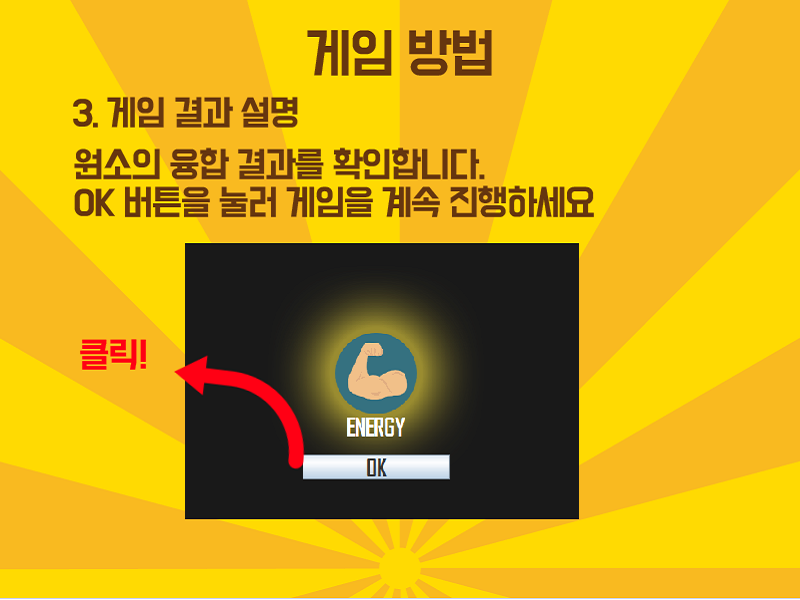 게임 방법
3. 게임 결과 설명
원소의 융합 결과를 확인합니다.
OK 버튼을 눌러 게임을 계속 진행하세요
클릭!
ENERGY
OK